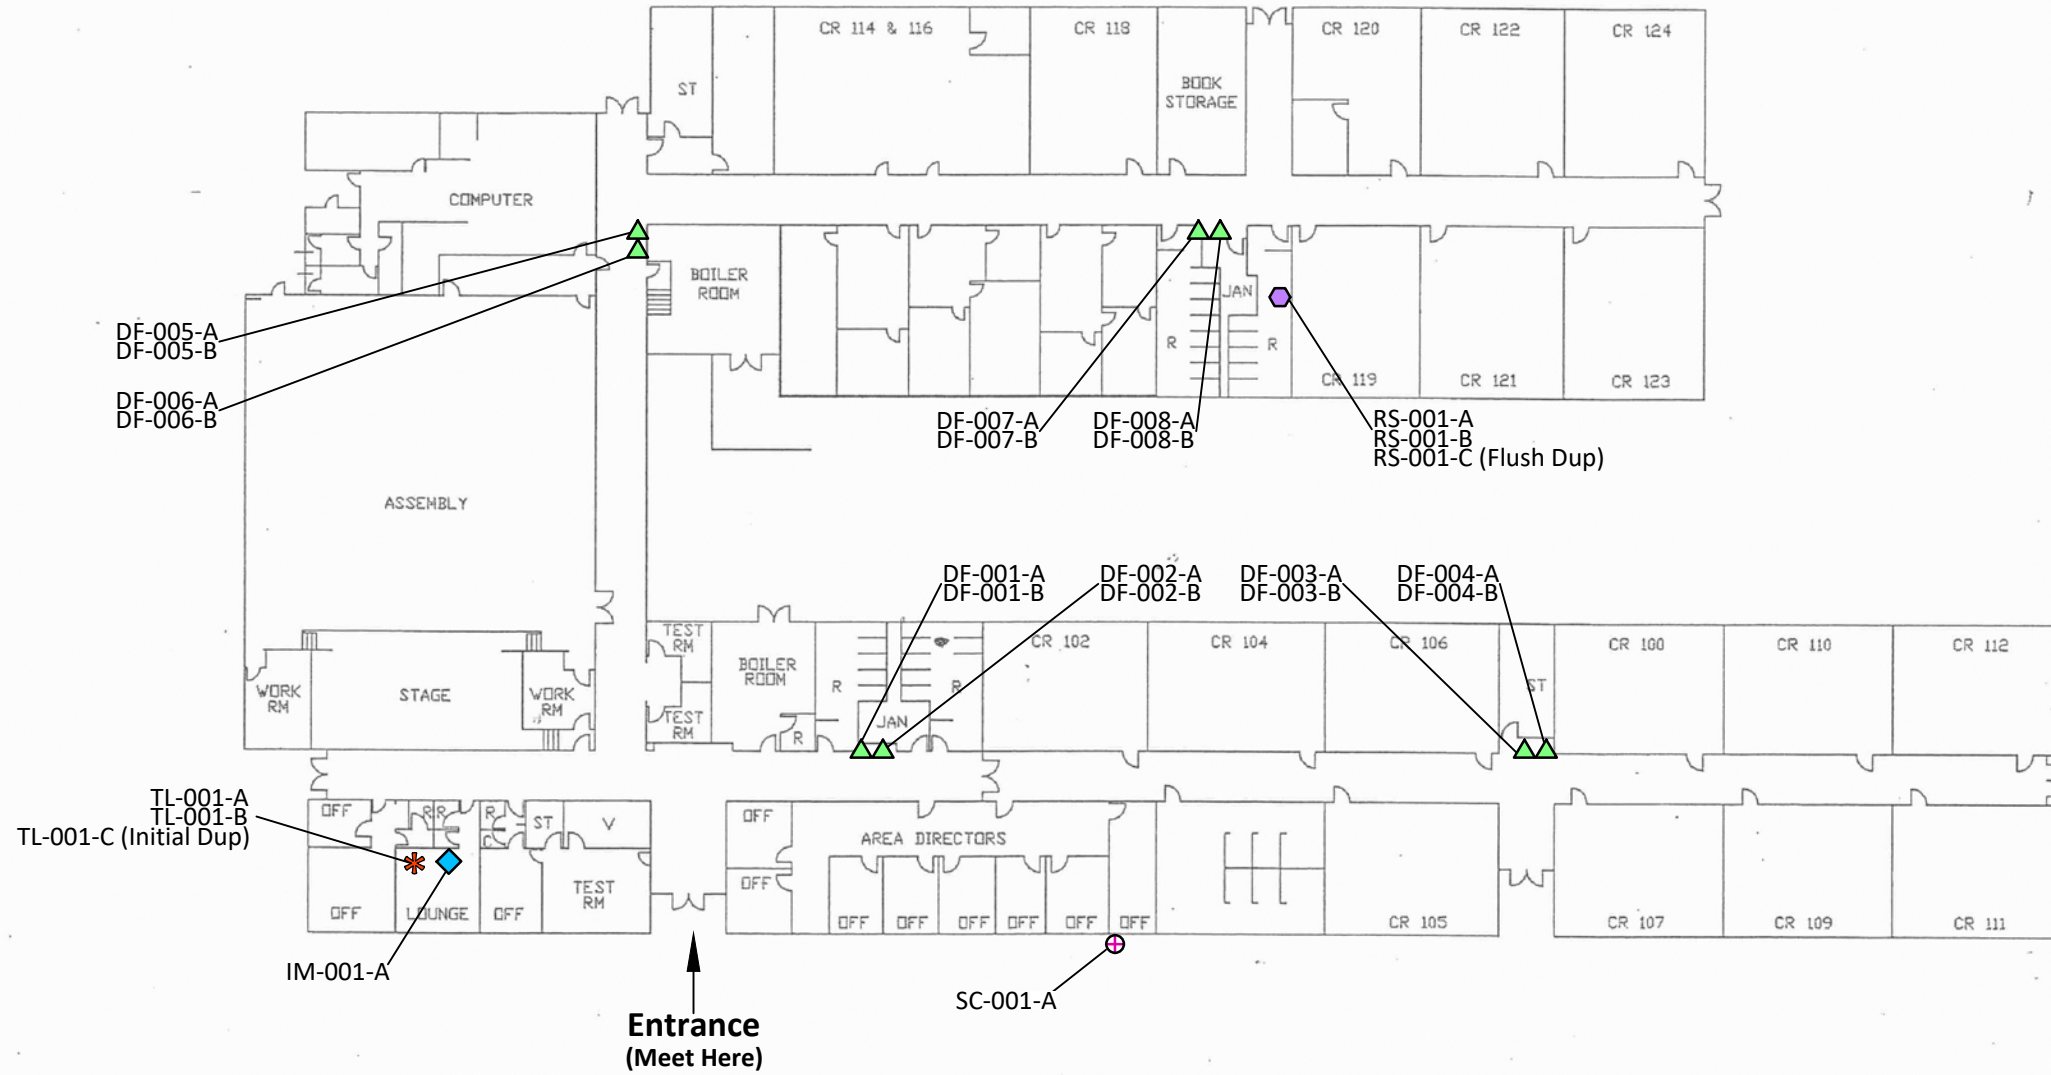 CR 114 & 116
CR 118
CR 120
CR 122
CR 124
ST
BOOK
STORAGE
COMPUTER
BOILER
ROOM
JAN
R
R
CR 119
CR 121
CR 123
DF-005-A
DF-005-B
DF-006-A
DF-006-B
DF-007-A
DF-007-B
DF-008-A
DF-008-B
RS-001-A
RS-001-B
RS-001-C (Flush Dup)
ASSEMBLY
DF-001-A
DF-001-B
DF-002-A
DF-002-B
DF-003-A
DF-003-B
DF-004-A
DF-004-B
TEST
RM
BOILER
ROOM
CR 102
CR 104
CR 106
CR 100
CR 110
CR 112
WORK
RM
STAGE
WORK
RM
R
R
ST
TEST
RM
R
JAN
TL-001-A
TL-001-B
TL-001-C (Initial Dup)
OFF
R
R
R
C
ST
V
OFF
AREA DIRECTORS
OFF
OFF
LOUNGE
OFF
TEST
RM
OFF
OFF
OFF
OFF
OFF
OFF
CR 105
CR 107
CR 109
CR 111
IM-001-A
SC-001-A
Entrance
(Meet Here)